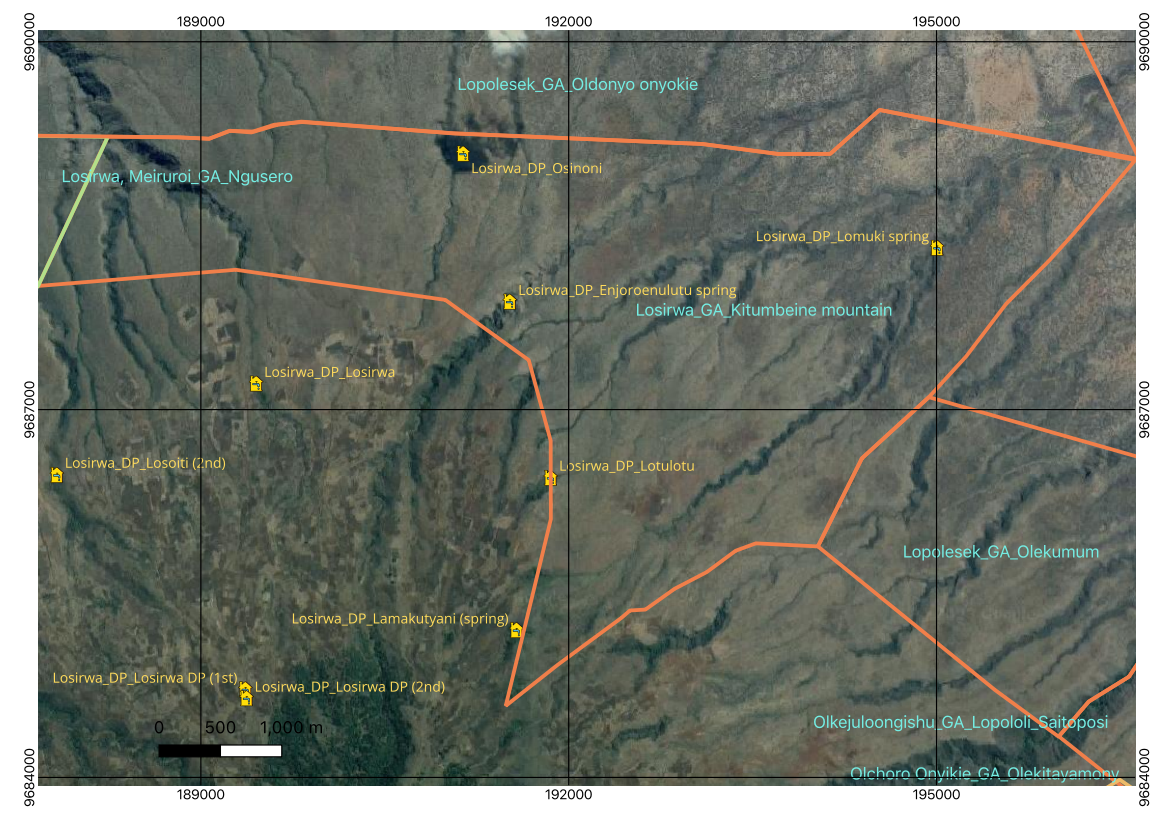 189000
192000
195000
9690000
9690000
Lopolesek_GA_Oldonyo onyokie
Losirwa_DP_Osinoni
Losirwa, Meiruroi_GA_Ngusero
Losirwa_DP_Lomuki spring
Losirwa_DP_Enjoroenulutu spring
Losirwa_GA_Kitumbeine mountain
Losirwa_DP_Losirwa
9687000
9687000
Losirwa_DP_Losoiti (2nd)
Losirwa_DP_Lotulotu
Lopolesek_GA_Olekumum
Losirwa_DP_Lamakutyani (spring)
Losirwa_DP_Losirwa DP (1st)
Losirwa_DP_Losirwa DP (2nd)
Olkejuloongishu_GA_Lopololi_Saitoposi
0 500 1,000 m
Olchoro Onyikie_GA_Olekitayamony
9684000
9684000
189000
192000
195000